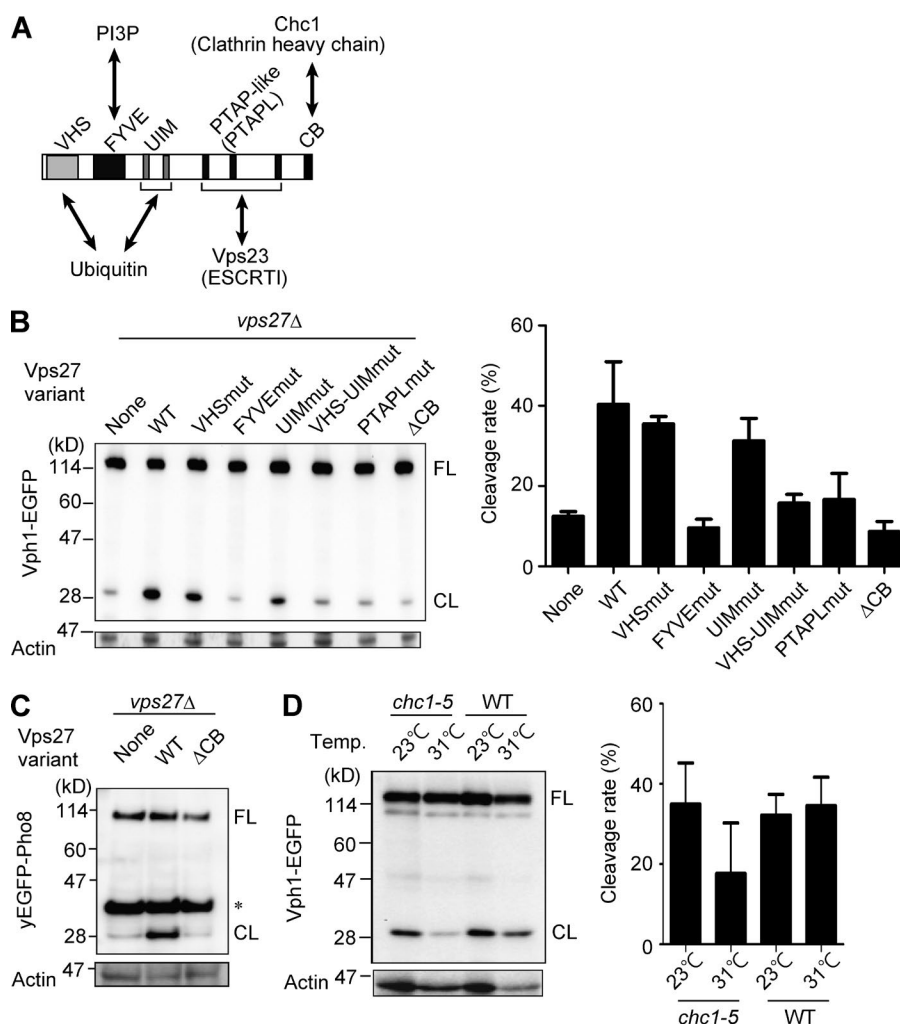 A
PI3P
Chc1
(Clathrin heavy chain)
VHS
FYVE
UIM
PTAP-like
(PTAPL)
CB
Ubiquitin
Vps23
(ESCRTI)
B
vps27Δ
Vps27
variant
None
WT
VHSmut
FYVEmut
UIMmut
VHS-UIMmut
PTAPLmut
ΔCB
(kD)
114
60
47
28
47
Vph1-EGFP
FL
CL
Actin
Cleavage rate (%)
60
40
20
0
None
WT
VHSmut
FYVEmut
UIMmut
VHS-UIMmut
PTAPLmut
ΔCB
C
vps27Δ
Vps27
variant
None
WT
ΔCB
(kD)
114
60
47
28
47
yEGFP-Pho8
FL
*
CL
Actin
D
chc1-5
WT
Temp.
23°C
31°C
23°C
31°C
(kD)
114
60
47
28
47
Vph1-EGFP
FL
CL
Actin
Cleavage rate (%)
60
40
20
0
23°C
31°C
23°C
31°C
chc1-5
WT